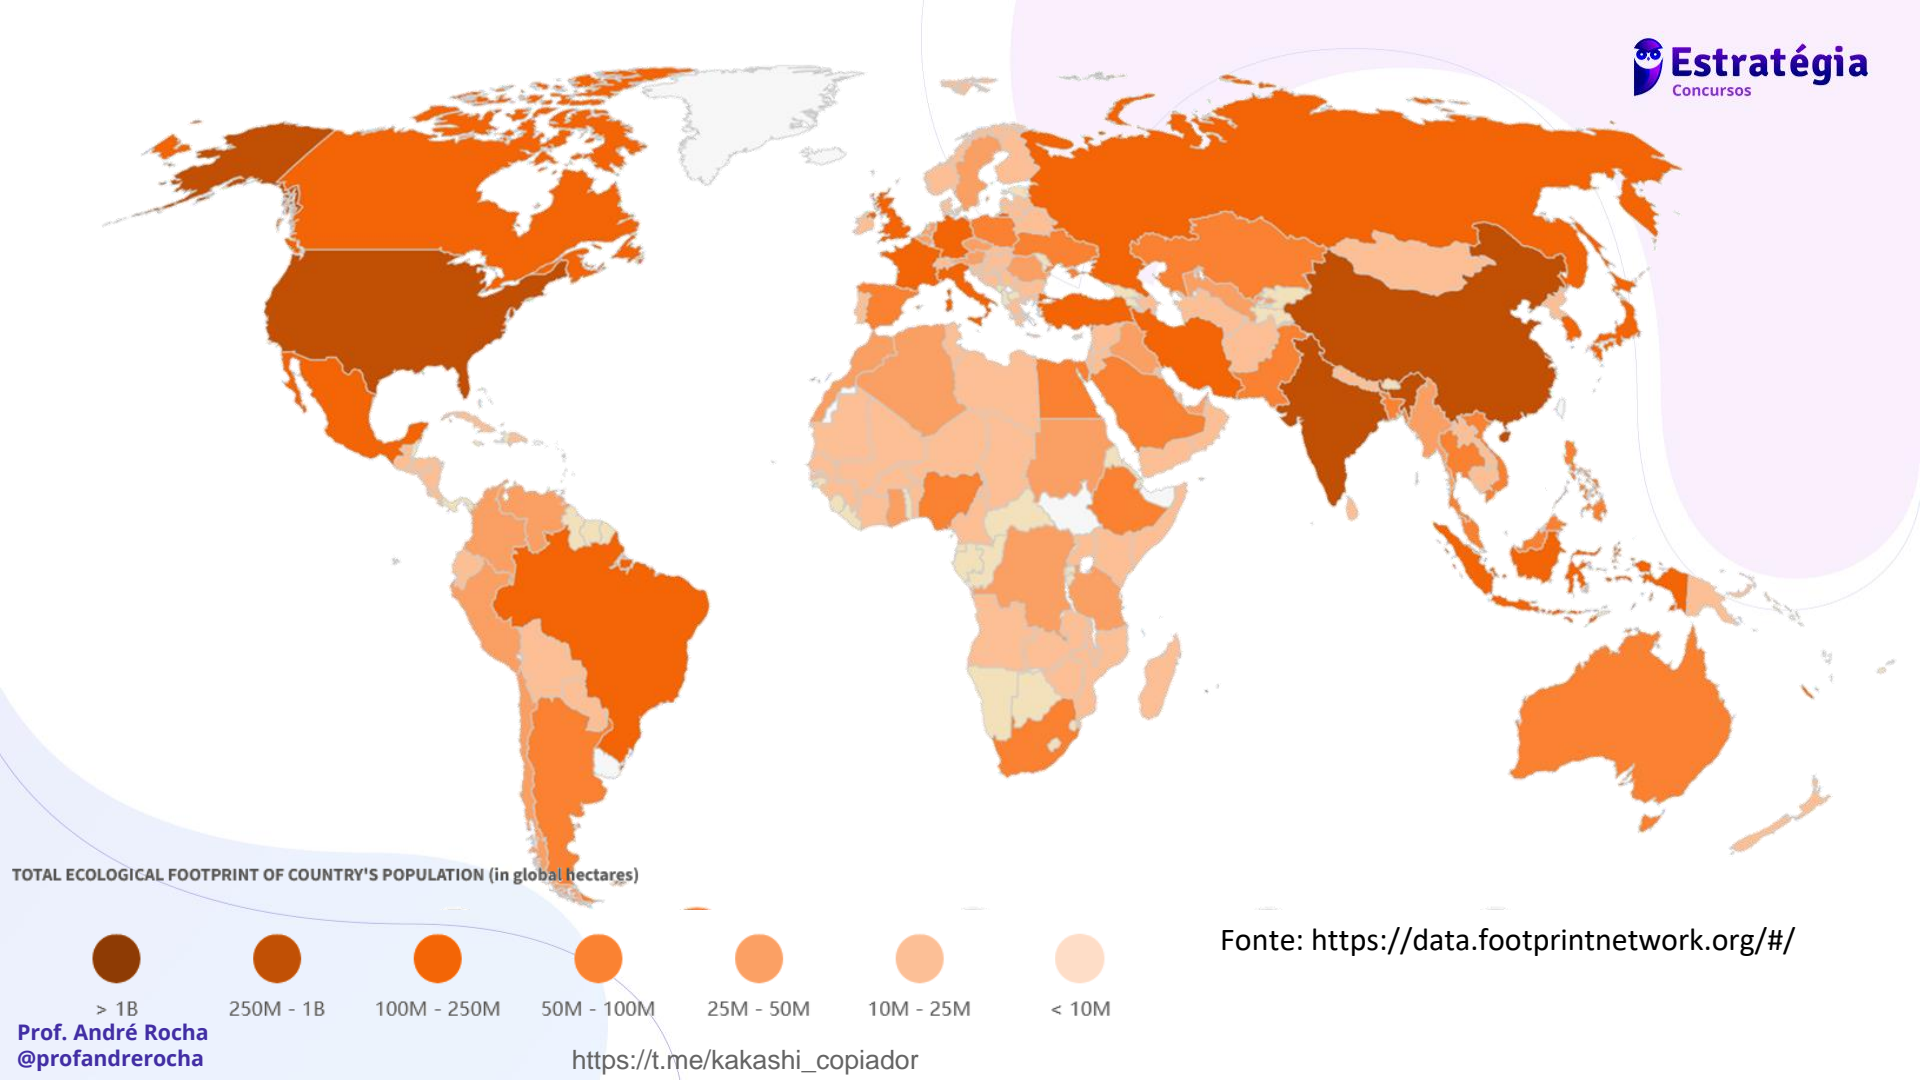 Estratégia
Concursos
TOTAL ECOLOGICAL FOOTPRINT OF COUNTRY'S POPULATION (in global hectares)
> 1B
250M - 1B
100M - 250M
50M - 100M
25M - 50M
10M - 25M
< 10M
Fonte: https://data.footprintnetwork.org/#/
Prof. André Rocha
@profandrerocha
https://t.me/kakashi_copiador